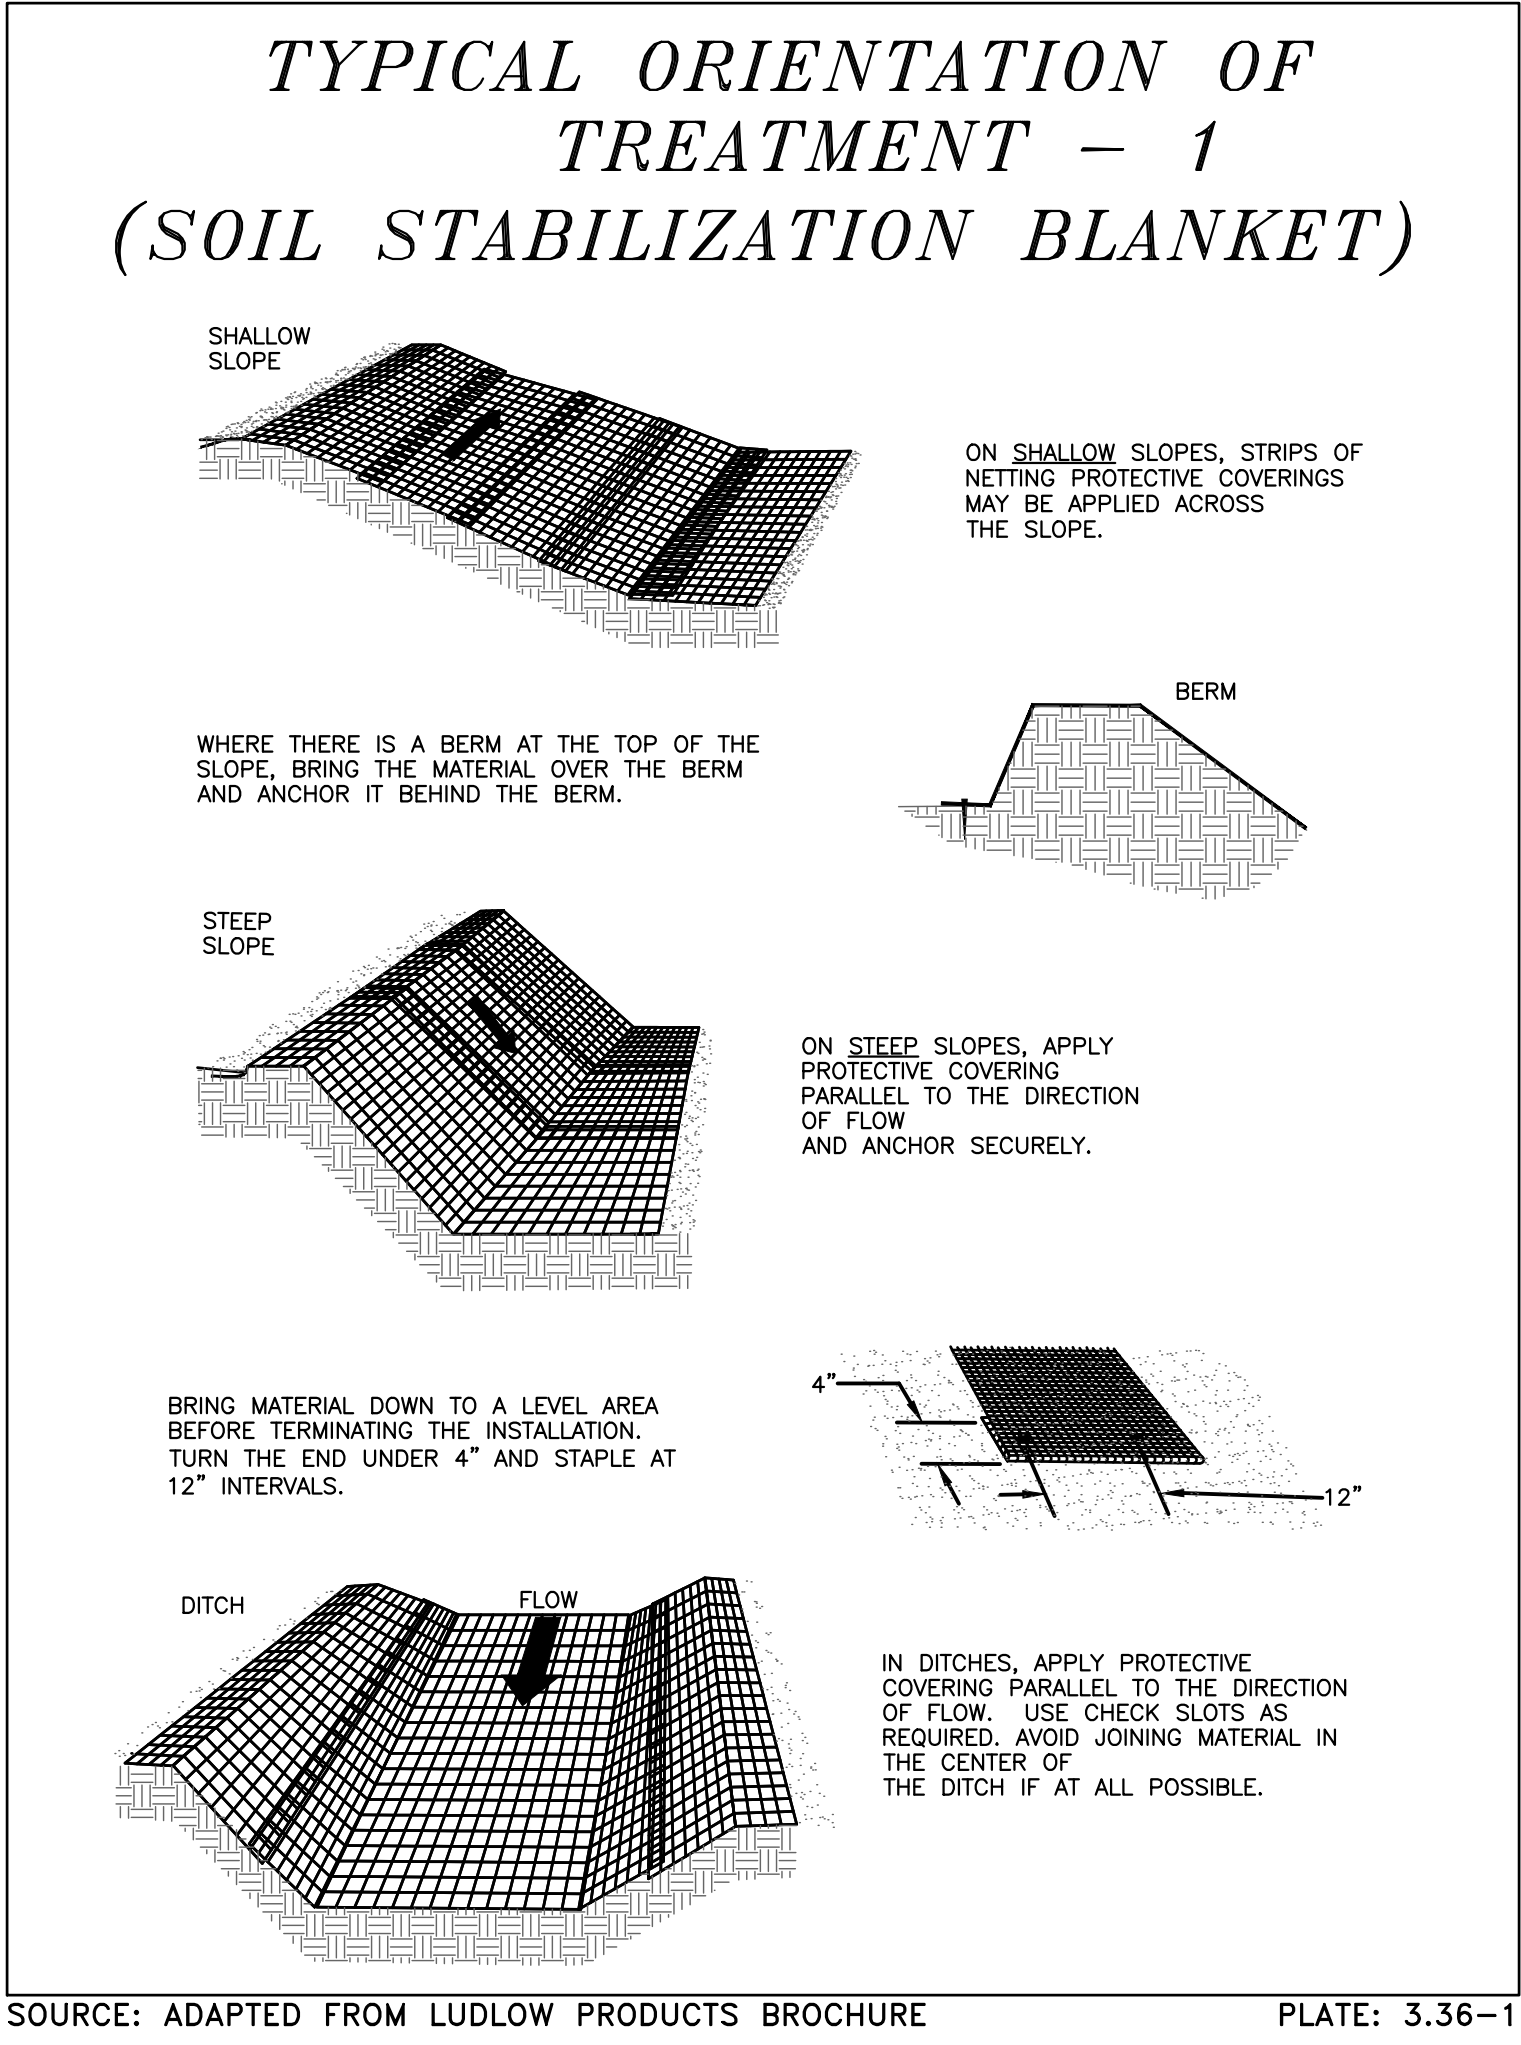 TYPICAL ORIENTATION OF
TREATMENT – 1
(SOIL STABILIZATION BLANKET)
SHALLOW
SLOPE
ON SHALLOW SLOPES, STRIPS OF
NETTING PROTECTIVE COVERINGS
MAY BE APPLIED ACROSS
THE SLOPE.
BERM
WHERE THERE IS A BERM AT THE TOP OF THE
SLOPE, BRING THE MATERIAL OVER THE BERM
AND ANCHOR IT BEHIND THE BERM.
STEEP
SLOPE
ON STEEP SLOPES, APPLY
PROTECTIVE COVERING
PARALLEL TO THE DIRECTION
OF FLOW
AND ANCHOR SECURELY.
4"
BRING MATERIAL DOWN TO A LEVEL AREA
BEFORE TERMINATING THE INSTALLATION.
TURN THE END UNDER 4" AND STAPLE AT
12" INTERVALS.
12"
DITCH
FLOW
IN DITCHES, APPLY PROTECTIVE
COVERING PARALLEL TO THE DIRECTION
OF FLOW. USE CHECK SLOTS AS
REQUIRED. AVOID JOINING MATERIAL IN
THE CENTER OF
THE DITCH IF AT ALL POSSIBLE.
SOURCE: ADAPTED FROM LUDLOW PRODUCTS BROCHURE
PLATE: 3.36–1